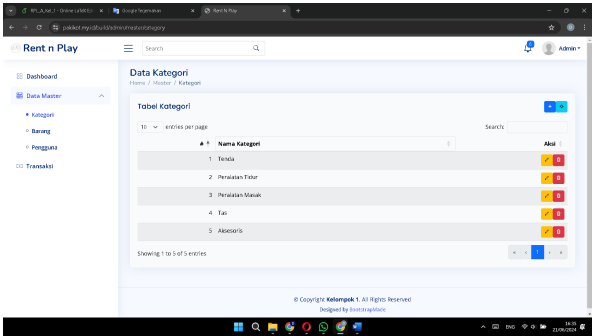 Google Terjemahan
Rent N Play
Rent n Play
Search
Admin
Dashboard
Data Master
Kategori
Barang
Pengguna
Transaksi
Data Kategori
Home / Master / Kategori
Tabel Kategori
10 entries per page
Search:
# Nama Kategori Aksi
1 Tenda
2 Peralatan Tidur
3 Peralatan Masak
4 Tas
5 Aksesoris
Showing 1 to 5 of 5 entries
« ‹ 1 › »
© Copyright Kelompok 1. All Rights Reserved
Designed by BootstrapMade
ENG
16:35
21/06/2024